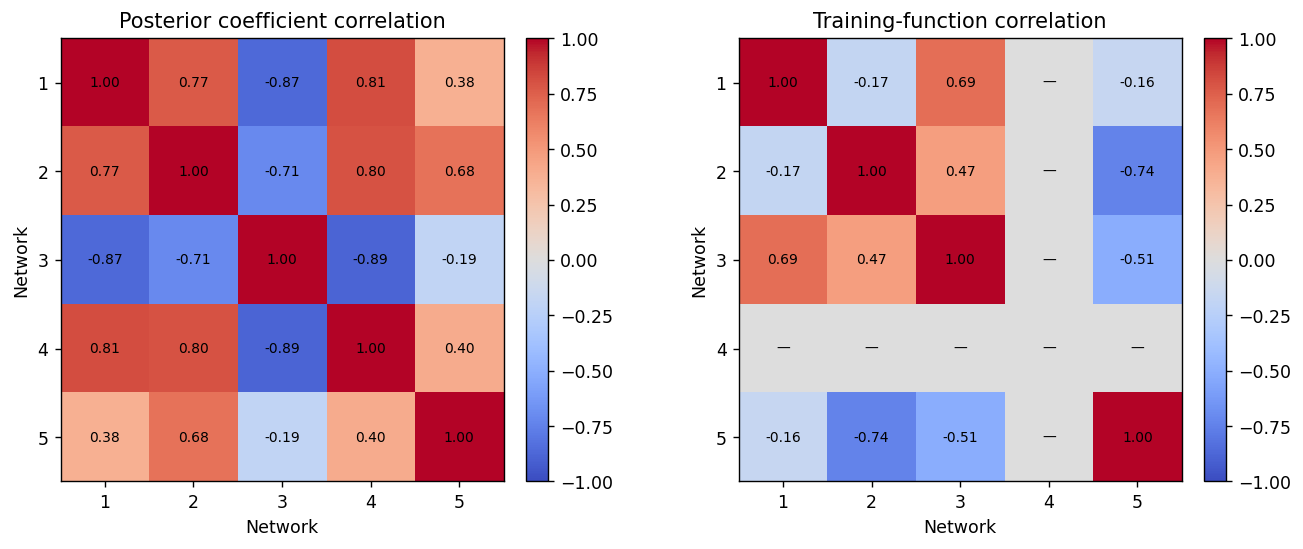 Posterior coefficient correlation
1 1.00 0.77 -0.87 0.81 0.38
2 0.77 1.00 -0.71 0.80 0.68
3 -0.87 -0.71 1.00 -0.89 -0.19
4 0.81 0.80 -0.89 1.00 0.40
5 0.38 0.68 -0.19 0.40 1.00
1 2 3 4 5
Network
Network
1.00
0.75
0.50
0.25
0.00
−0.25
−0.50
−0.75
−1.00
Training-function correlation
1 1.00 -0.17 0.69 — -0.16
2 -0.17 1.00 0.47 — -0.74
3 0.69 0.47 1.00 — -0.51
4 — — — — —
5 -0.16 -0.74 -0.51 — 1.00
1 2 3 4 5
Network
Network
1.00
0.75
0.50
0.25
0.00
−0.25
−0.50
−0.75
−1.00